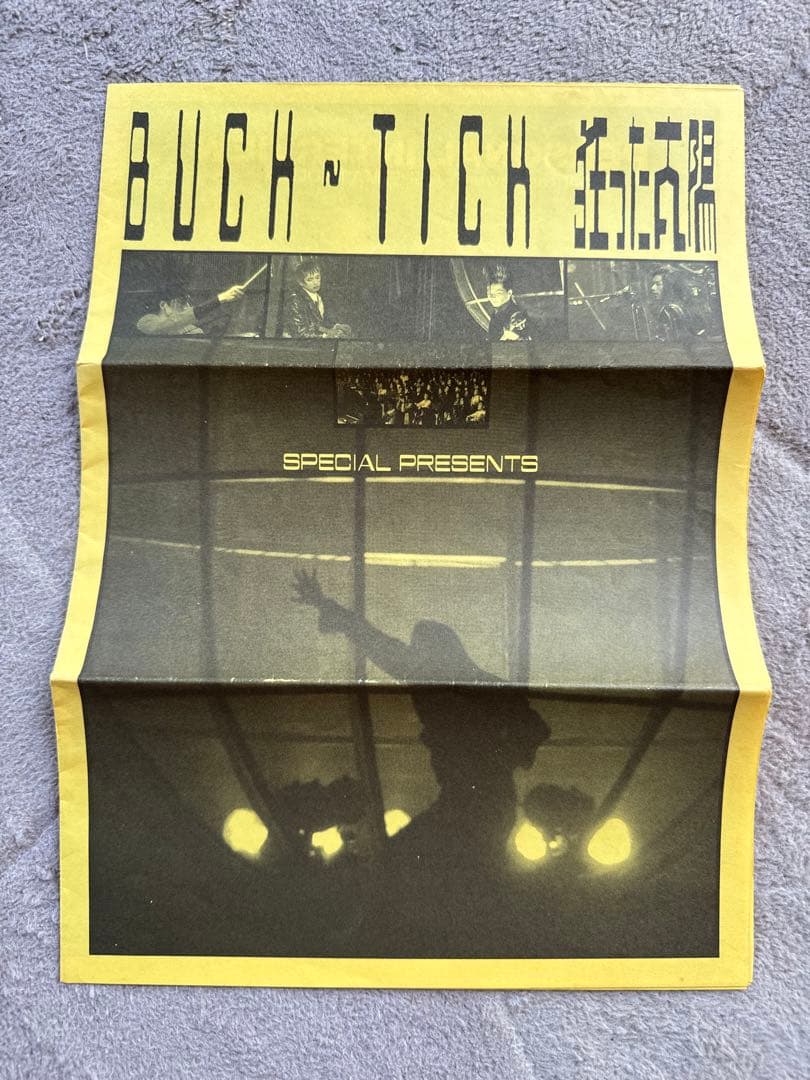 BUCK-TICK 狂った太陽
SPECIAL PRESENTS